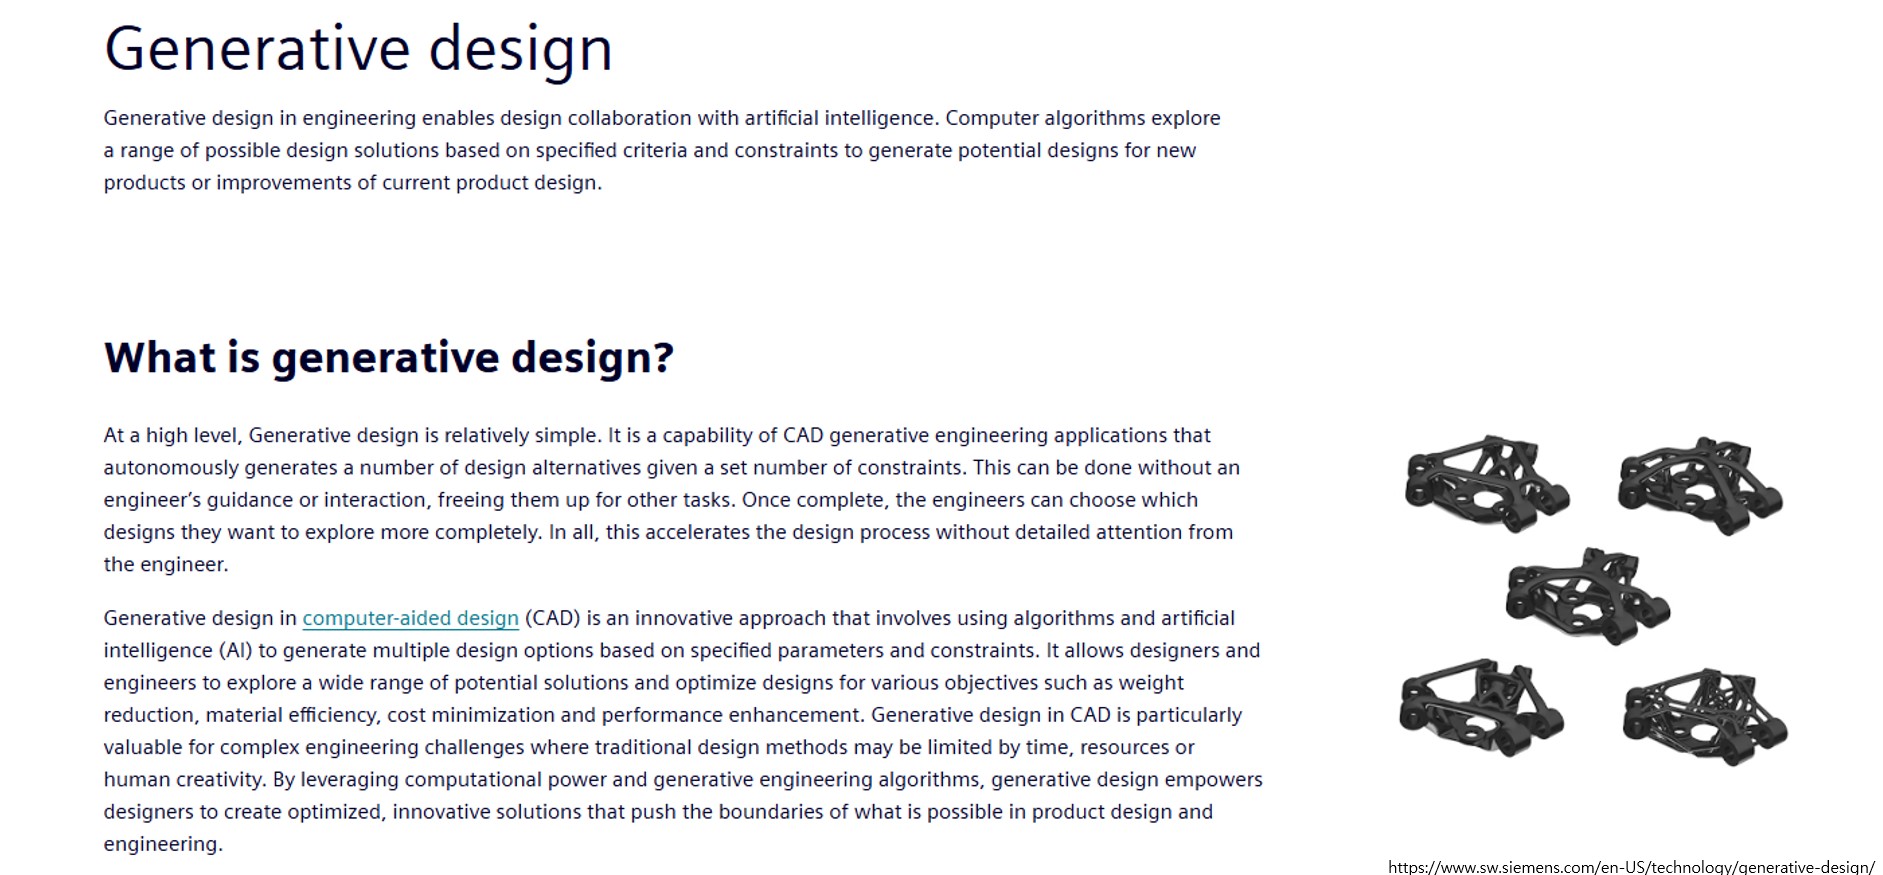 Generative design
Generative design in engineering enables design collaboration with artificial intelligence. Computer algorithms explore
a range of possible design solutions based on specified criteria and constraints to generate potential designs for new
products or improvements of current product design.
What is generative design?
At a high level, Generative design is relatively simple. It is a capability of CAD generative engineering applications that
autonomously generates a number of design alternatives given a set number of constraints. This can be done without an
engineer’s guidance or interaction, freeing them up for other tasks. Once complete, the engineers can choose which
designs they want to explore more completely. In all, this accelerates the design process without detailed attention from
the engineer.
Generative design in computer-aided design (CAD) is an innovative approach that involves using algorithms and artificial
intelligence (AI) to generate multiple design options based on specified parameters and constraints. It allows designers and
engineers to explore a wide range of potential solutions and optimize designs for various objectives such as weight
reduction, material efficiency, cost minimization and performance enhancement. Generative design in CAD is particularly
valuable for complex engineering challenges where traditional design methods may be limited by time, resources or
human creativity. By leveraging computational power and generative engineering algorithms, generative design empowers
designers to create optimized, innovative solutions that push the boundaries of what is possible in product design and
engineering.
https://www.sw.siemens.com/en-US/technology/generative-design/